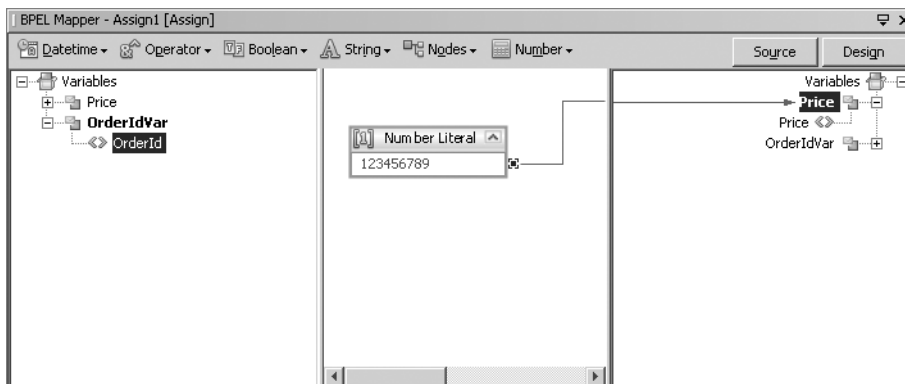 BPEL Mapper - Assign1 [Assign]
Datetime Operator Boolean String Nodes Number Source Design
Variables
Price
OrderIdVar
OrderId
Number Literal
123456789
Variables
Price
Price
OrderIdVar